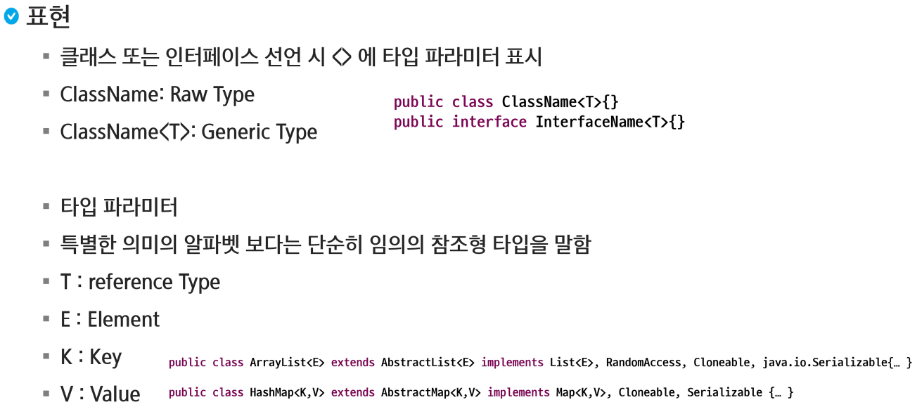 표현
▪ 클래스 또는 인터페이스 선언 시 <> 에 타입 파라미터 표시
▪ ClassName: Raw Type
▪ ClassName<T>: Generic Type
public class ClassName<T>{}
public interface InterfaceName<T>{}
▪ 타입 파라미터
▪ 특별한 의미의 알파벳 보다는 단순히 임의의 참조형 타입을 말함
▪ T : reference Type
▪ E : Element
▪ K : Key
public class ArrayList<E> extends AbstractList<E> implements List<E>, RandomAccess, Cloneable, java.io.Serializable{… }
▪ V : Value
public class HashMap<K,V> extends AbstractMap<K,V> implements Map<K,V>, Cloneable, Serializable {… }